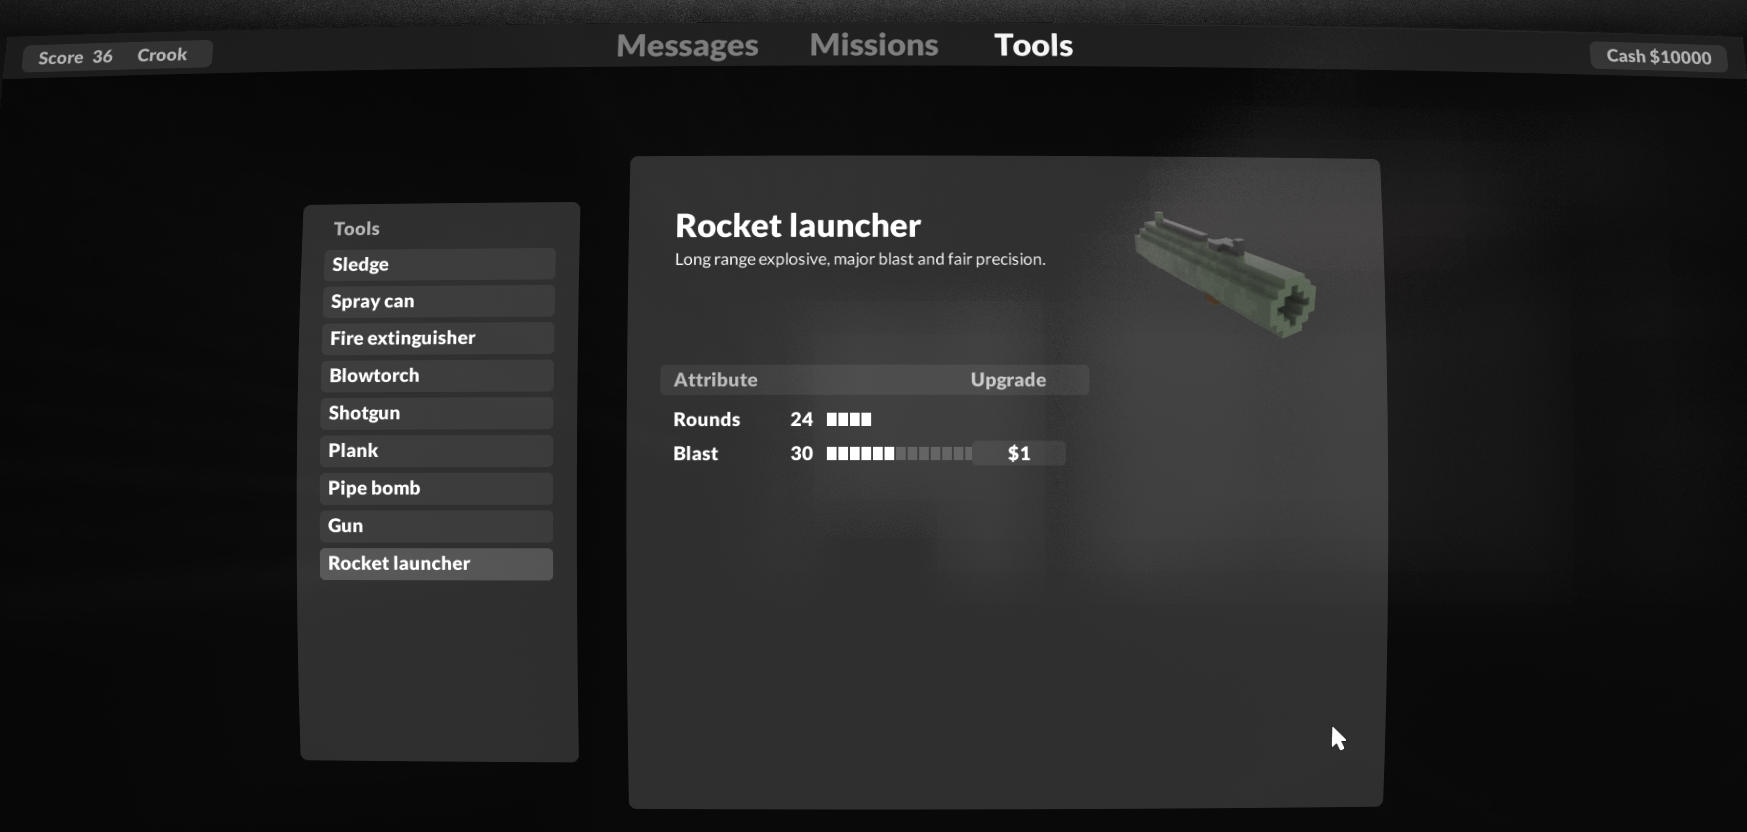 Score 36 Crook
Messages Missions Tools
Cash $10000
Tools
Sledge
Spray can
Fire extinguisher
Blowtorch
Shotgun
Plank
Pipe bomb
Gun
Rocket launcher
Rocket launcher
Long range explosive, major blast and fair precision.
Attribute Upgrade
Rounds 24
Blast 30 $1